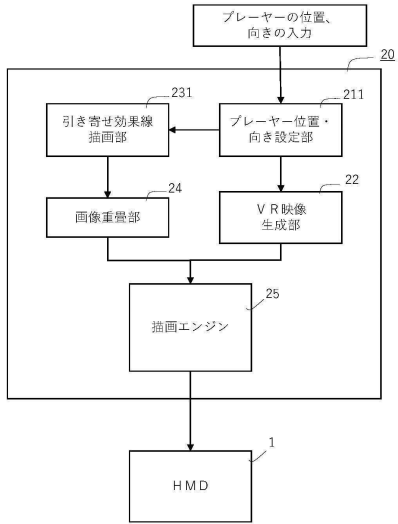 プレーヤーの位置、
向きの入力
20
231
211
引き寄せ効果線
描画部
プレーヤー位置・
向き設定部
24
22
画像重畳部
ＶＲ映像
生成部
25
描画エンジン
1
ＨＭＤ